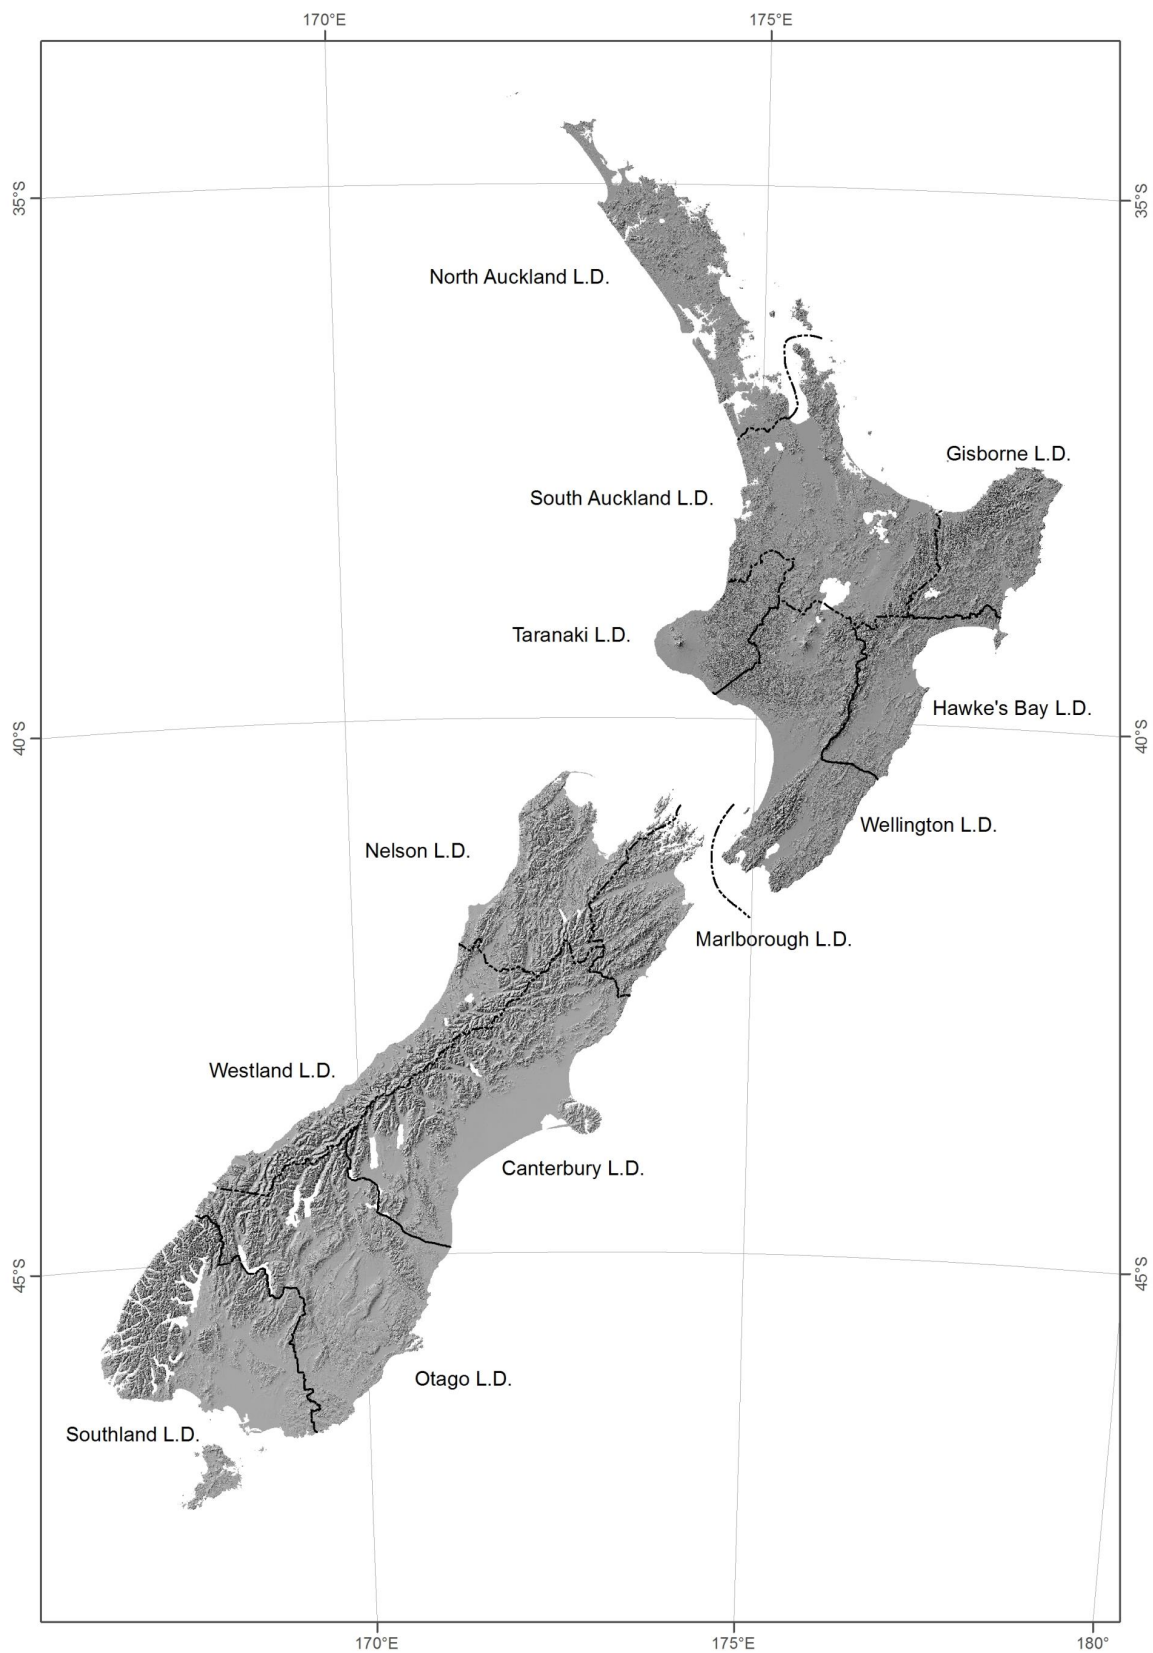 170°E
175°E
35°S
35°S
North Auckland L.D.
Gisborne L.D.
South Auckland L.D.
Taranaki L.D.
Hawke's Bay L.D.
40°S
40°S
Wellington L.D.
Nelson L.D.
Marlborough L.D.
Westland L.D.
Canterbury L.D.
45°S
45°S
Otago L.D.
Southland L.D.
170°E
175°E
180°